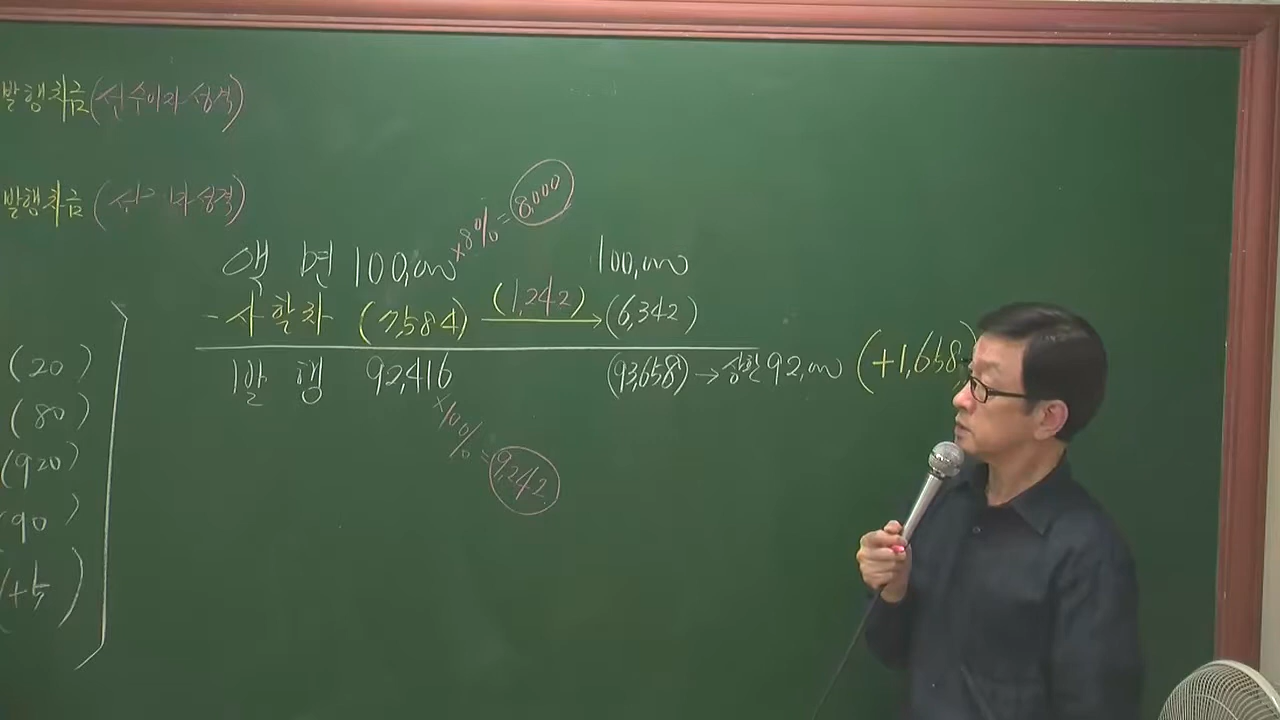 발행차금(선수이자성격)
발행차금 (선 이자성격)
×8% = 8,000
액 면 100,000 100,000
- 사할차 (7,584) (1,242) (6,342)
발 행 92,416 (93,658) → 상환 92,000 (+1,658)
×10% = 9,242
(20)
(80)
(920)
90)